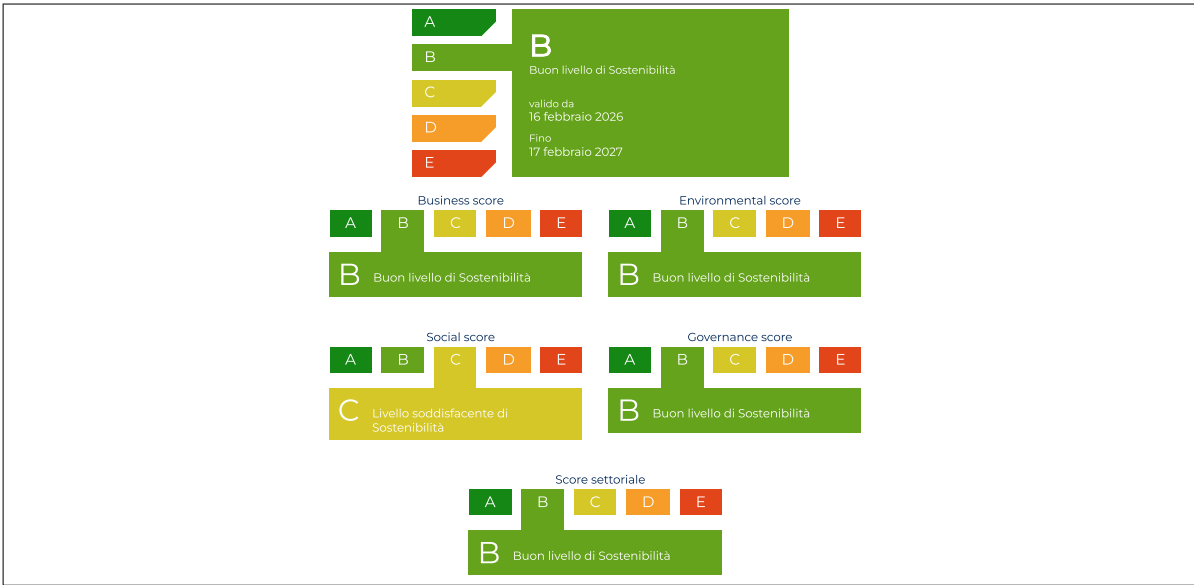 A
B
C
D
E
B
Buon livello di Sostenibilità
valido da
16 febbraio 2026
Fino
17 febbraio 2027
Business score
A B C D E
B Buon livello di Sostenibilità
Environmental score
A B C D E
B Buon livello di Sostenibilità
Social score
A B C D E
C Livello soddisfacente di
Sostenibilità
Governance score
A B C D E
B Buon livello di Sostenibilità
Score settoriale
A B C D E
B Buon livello di Sostenibilità